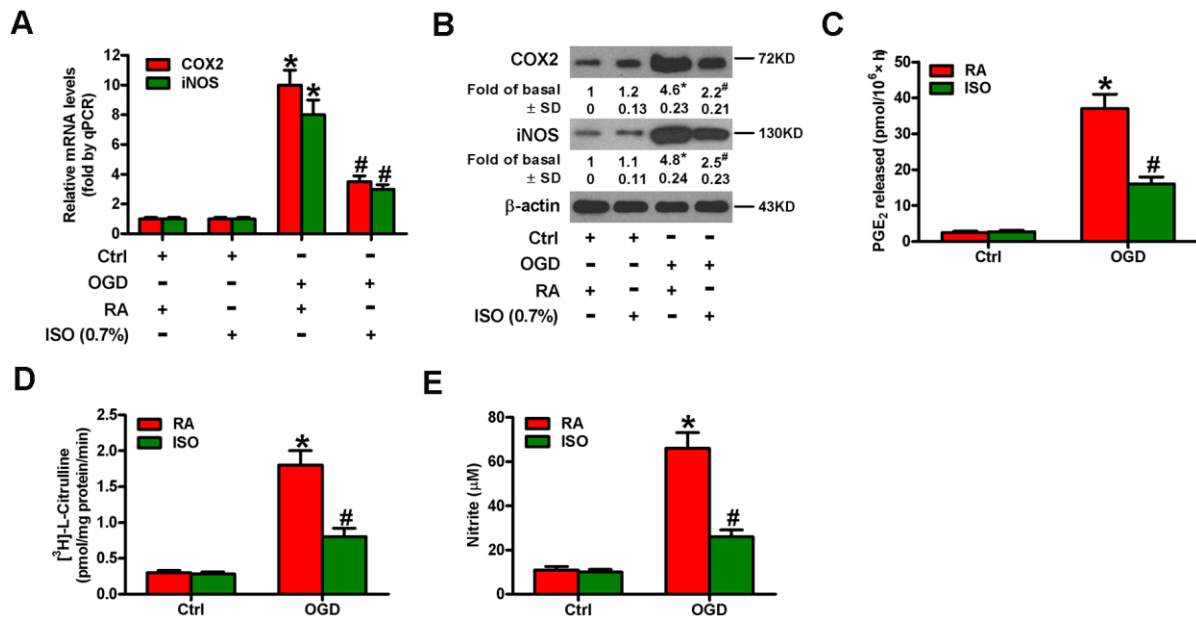 A
COX2
iNOS
Relative mRNA levels
(fold by qPCR)
12
10
8
6
4
2
0
* * # #
Ctrl + + - -
OGD - - + +
RA + - + -
ISO (0.7%) - + - +
B
COX2 72KD
Fold of basal 1 1.2 4.6* 2.2#
± SD 0 0.13 0.23 0.21
iNOS 130KD
Fold of basal 1 1.1 4.8* 2.5#
± SD 0 0.11 0.24 0.23
β-actin 43KD
Ctrl + + - -
OGD - - + +
RA + - + -
ISO (0.7%) - + - +
C
RA
ISO
PGE₂ released (pmol/10⁶× h)
50
40
30
20
10
0
* #
Ctrl OGD
D
RA
ISO
[³H]-L-Citrulline
(pmol/mg protein/min)
2.5
2.0
1.5
1.0
0.5
0.0
* #
Ctrl OGD
E
RA
ISO
Nitrite (µM)
80
60
40
20
0
* #
Ctrl OGD